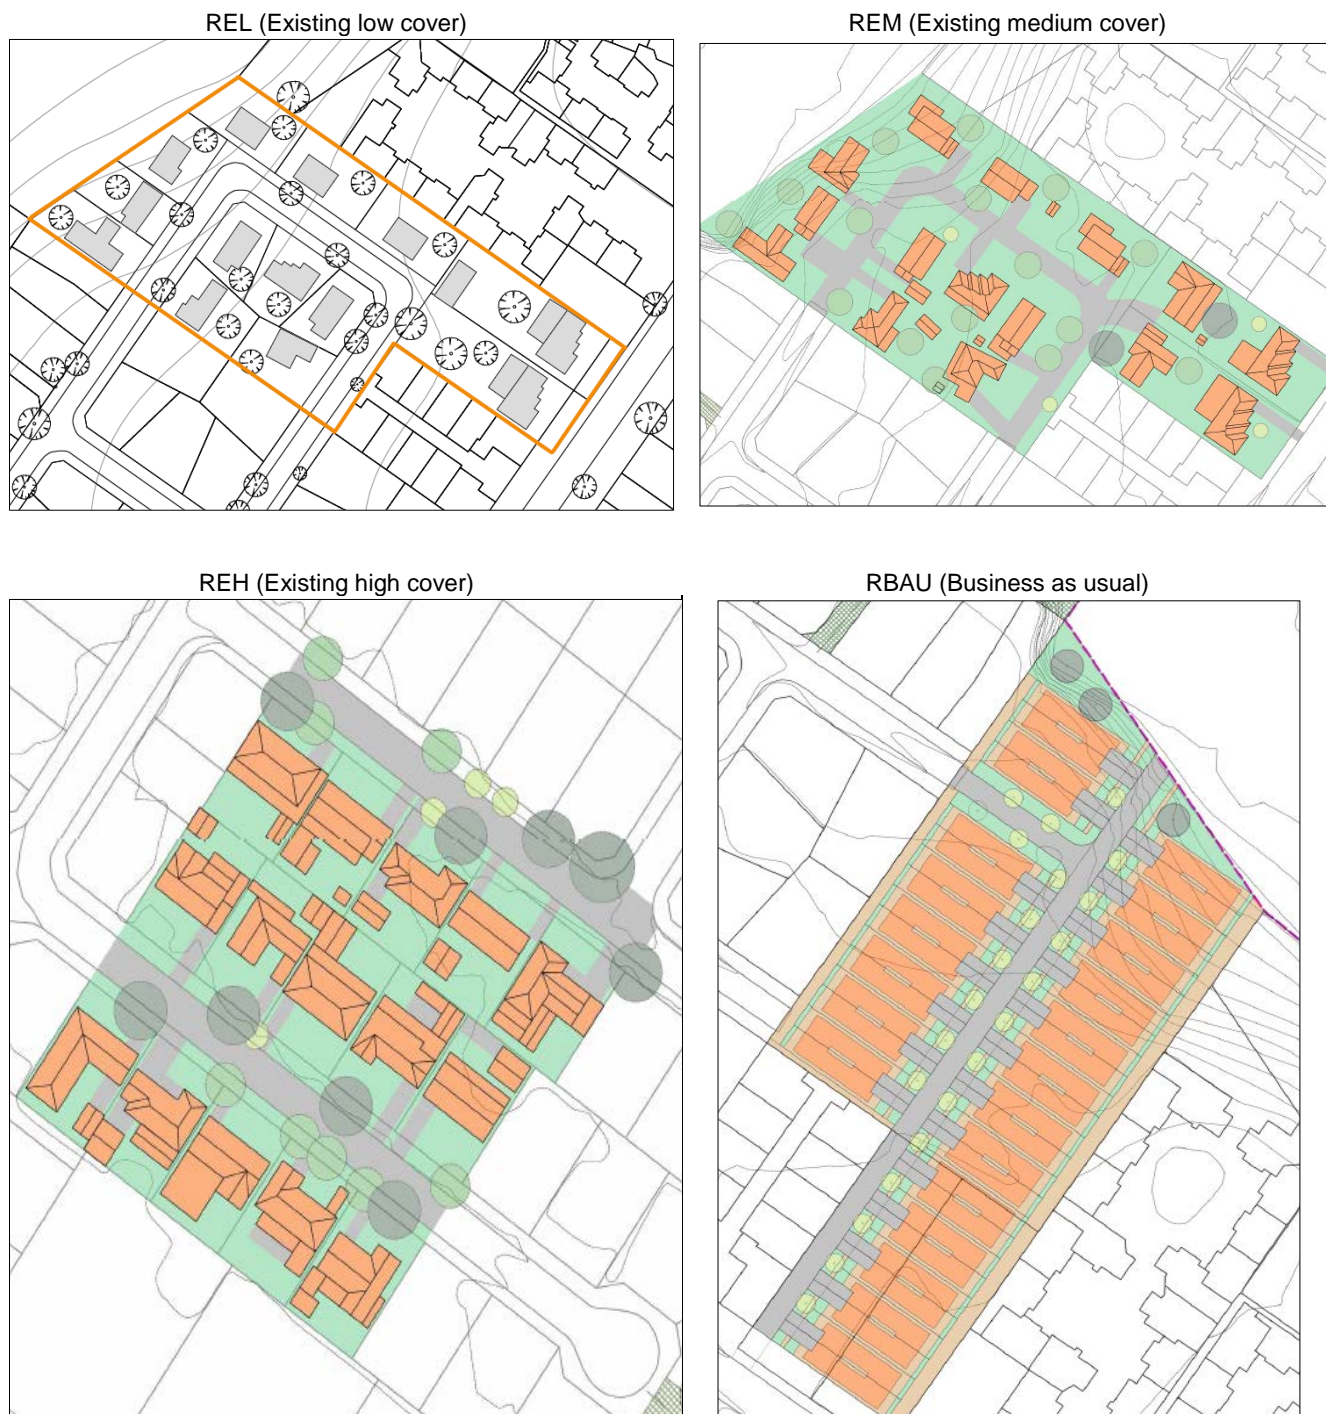 REL (Existing low cover)
REM (Existing medium cover)
REH (Existing high cover)
RBAU (Business as usual)